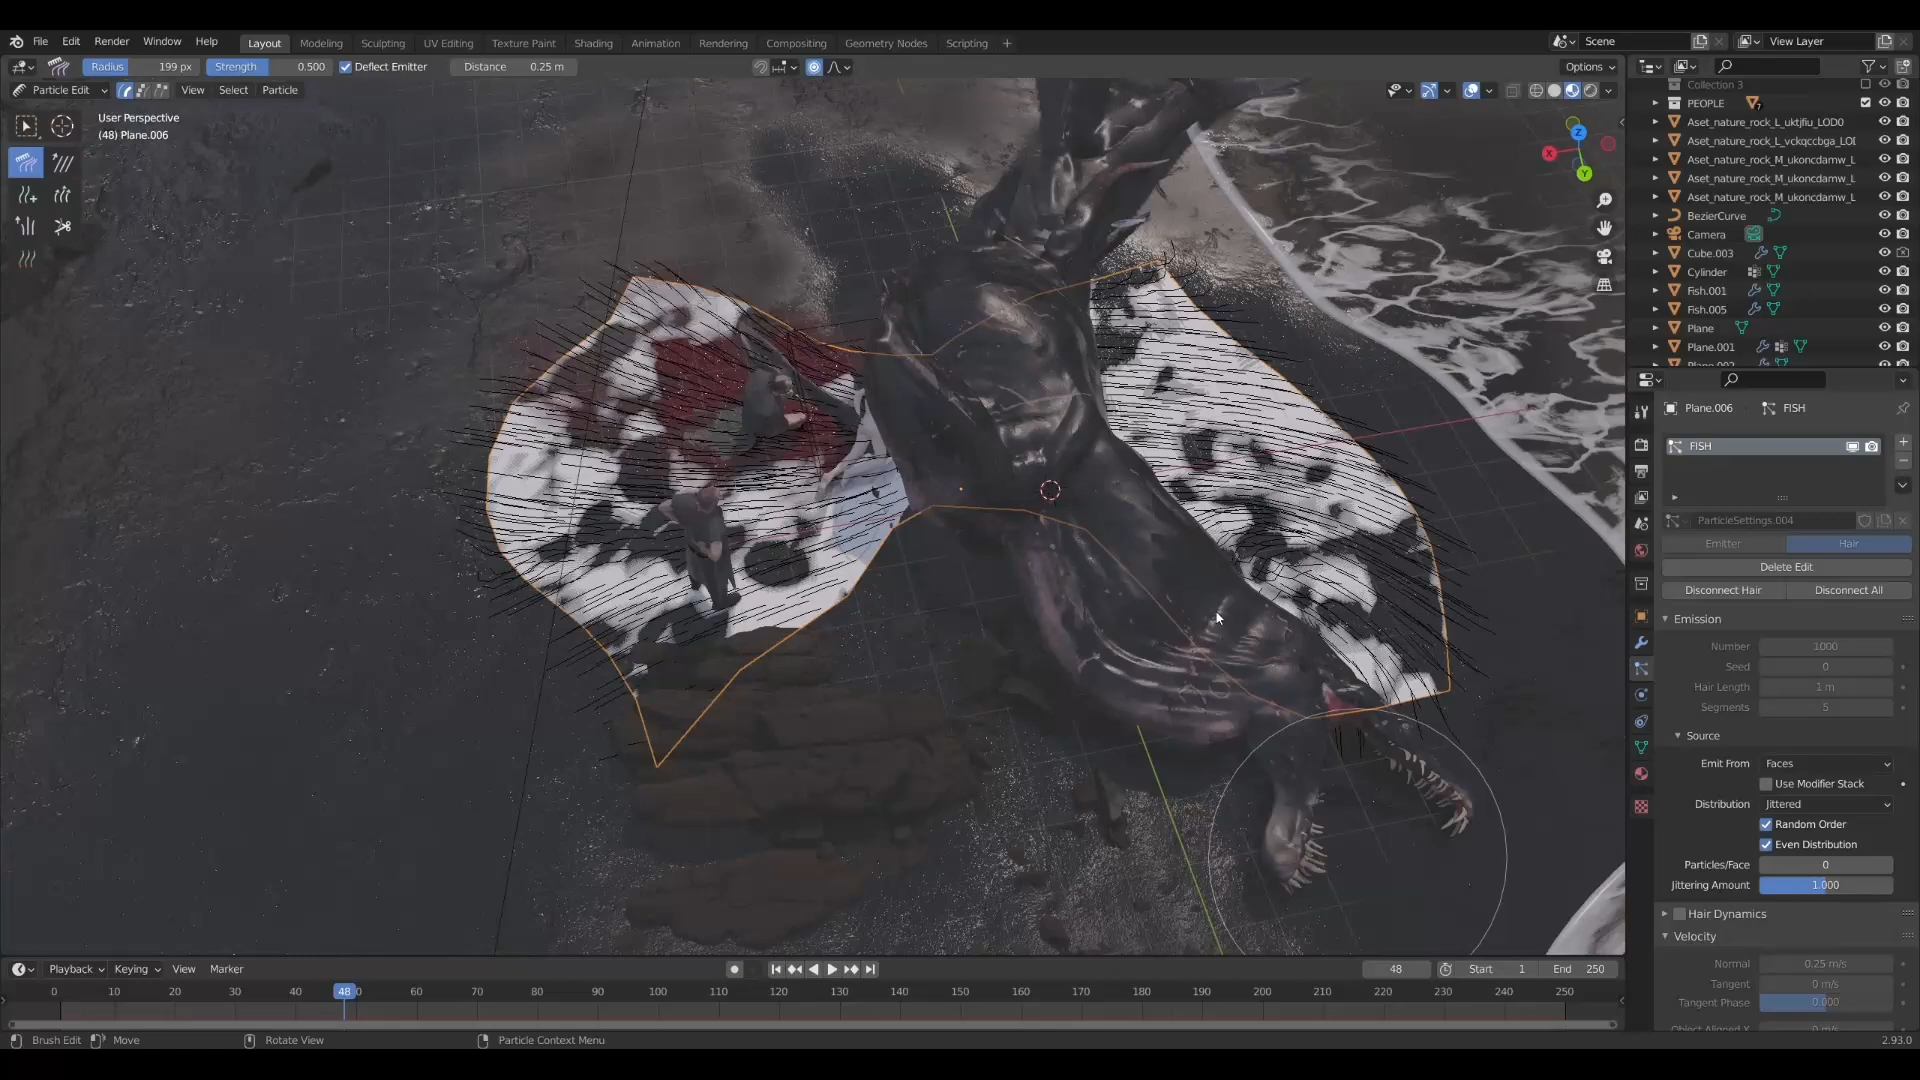 File Edit Render Window Help Layout Modeling Sculpting UV Editing Texture Paint Shading Animation Rendering Compositing Geometry Nodes Scripting + Scene View Layer
Radius 199 px Strength 0.500 Deflect Emitter Distance 0.25 m Options
Particle Edit View Select Particle
User Perspective
(48) Plane.006
Z
X
Y
Collection 3
PEOPLE
Aset_nature_rock_L_uktjfiu_LOD0
Aset_nature_rock_L_vckqccbga_LOD
Aset_nature_rock_M_ukoncdamw_L
Aset_nature_rock_M_ukoncdamw_L
Aset_nature_rock_M_ukoncdamw_L
BezierCurve
Camera
Cube.003
Cylinder
Fish.001
Fish.005
Plane
Plane.001
Plane.002
Plane.006 FISH
FISH
ParticleSettings.004
Emitter Hair
Delete Edit
Disconnect Hair Disconnect All
Emission
Number 1000
Seed 0
Hair Length 1 m
Segments 5
Source
Emit From Faces
Use Modifier Stack
Distribution Jittered
Random Order
Even Distribution
Particles/Face 0
Jittering Amount 1.000
Hair Dynamics
Velocity
Normal 0.25 m/s
Tangent 0 m/s
Tangent Phase 0.000
Object Aligned X 0 m/s
Playback Keying View Marker 48 Start 1 End 250
0 10 20 30 40 48 0 60 70 80 90 100 110 120 130 140 150 160 170 180 190 200 210 220 230 240 250
Brush Edit Move Rotate View Particle Context Menu 2.93.0